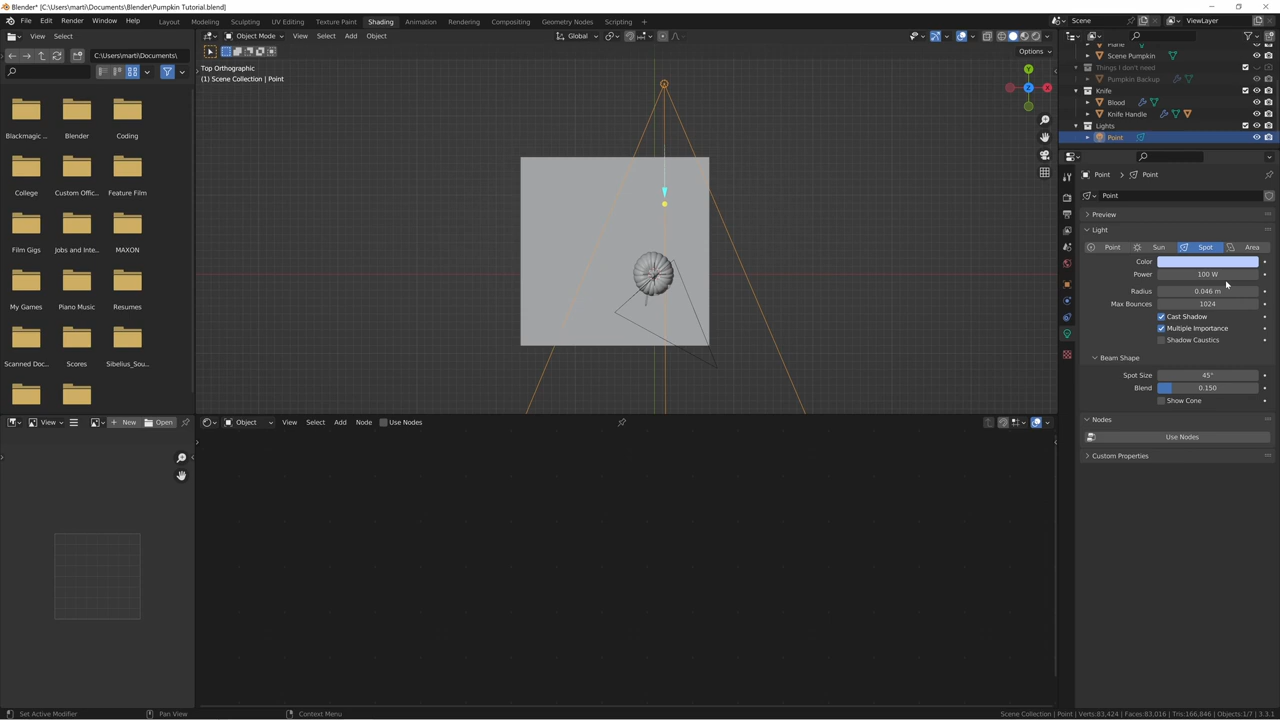 Blender* [C:\Users\marti\Documents\Blender\Pumpkin Tutorial.blend]
File Edit Render Window Help Layout Modeling Sculpting UV Editing Texture Paint Shading Animation Rendering Compositing Geometry Nodes Scripting + Scene ViewLayer
View Select Object Mode View Select Add Object Global
C:\Users\marti\Documents\ Options
Top Orthographic
(1) Scene Collection | Point
Y
X
Z
Plane
Scene Pumpkin
Things I don't need
Pumpkin Backup
Knife
Blood
Knife Handle
Lights
Point
Blackmagic ... Blender Coding
College Custom Offic... Feature Film
Film Gigs Jobs and Inte... MAXON
My Games Piano Music Resumes
Scanned Doc... Scores Sibelius_Sou...
Point > Point
Point
Preview
Light
Point Sun Spot Area
Color
Power 100 W
Radius 0.046 m
Max Bounces 1024
Cast Shadow
Multiple Importance
Shadow Caustics
Beam Shape
Spot Size 45°
Blend 0.150
Show Cone
Nodes
Use Nodes
Custom Properties
View New Open Object View Select Add Node Use Nodes
Set Active Modifier Pan View Context Menu Scene Collection | Point | Verts:83,424 | Faces:83,016 | Tris:166,846 | Objects:1/7 | 3.3.1